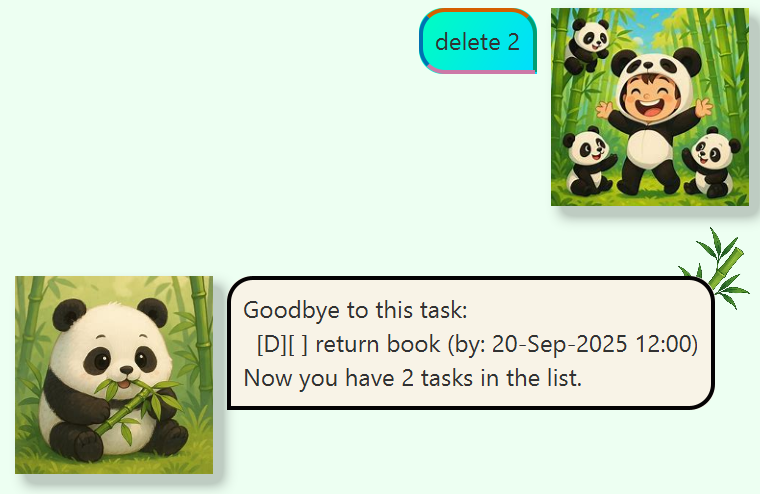 delete 2
Goodbye to this task:
[D][ ] return book (by: 20-Sep-2025 12:00)
Now you have 2 tasks in the list.